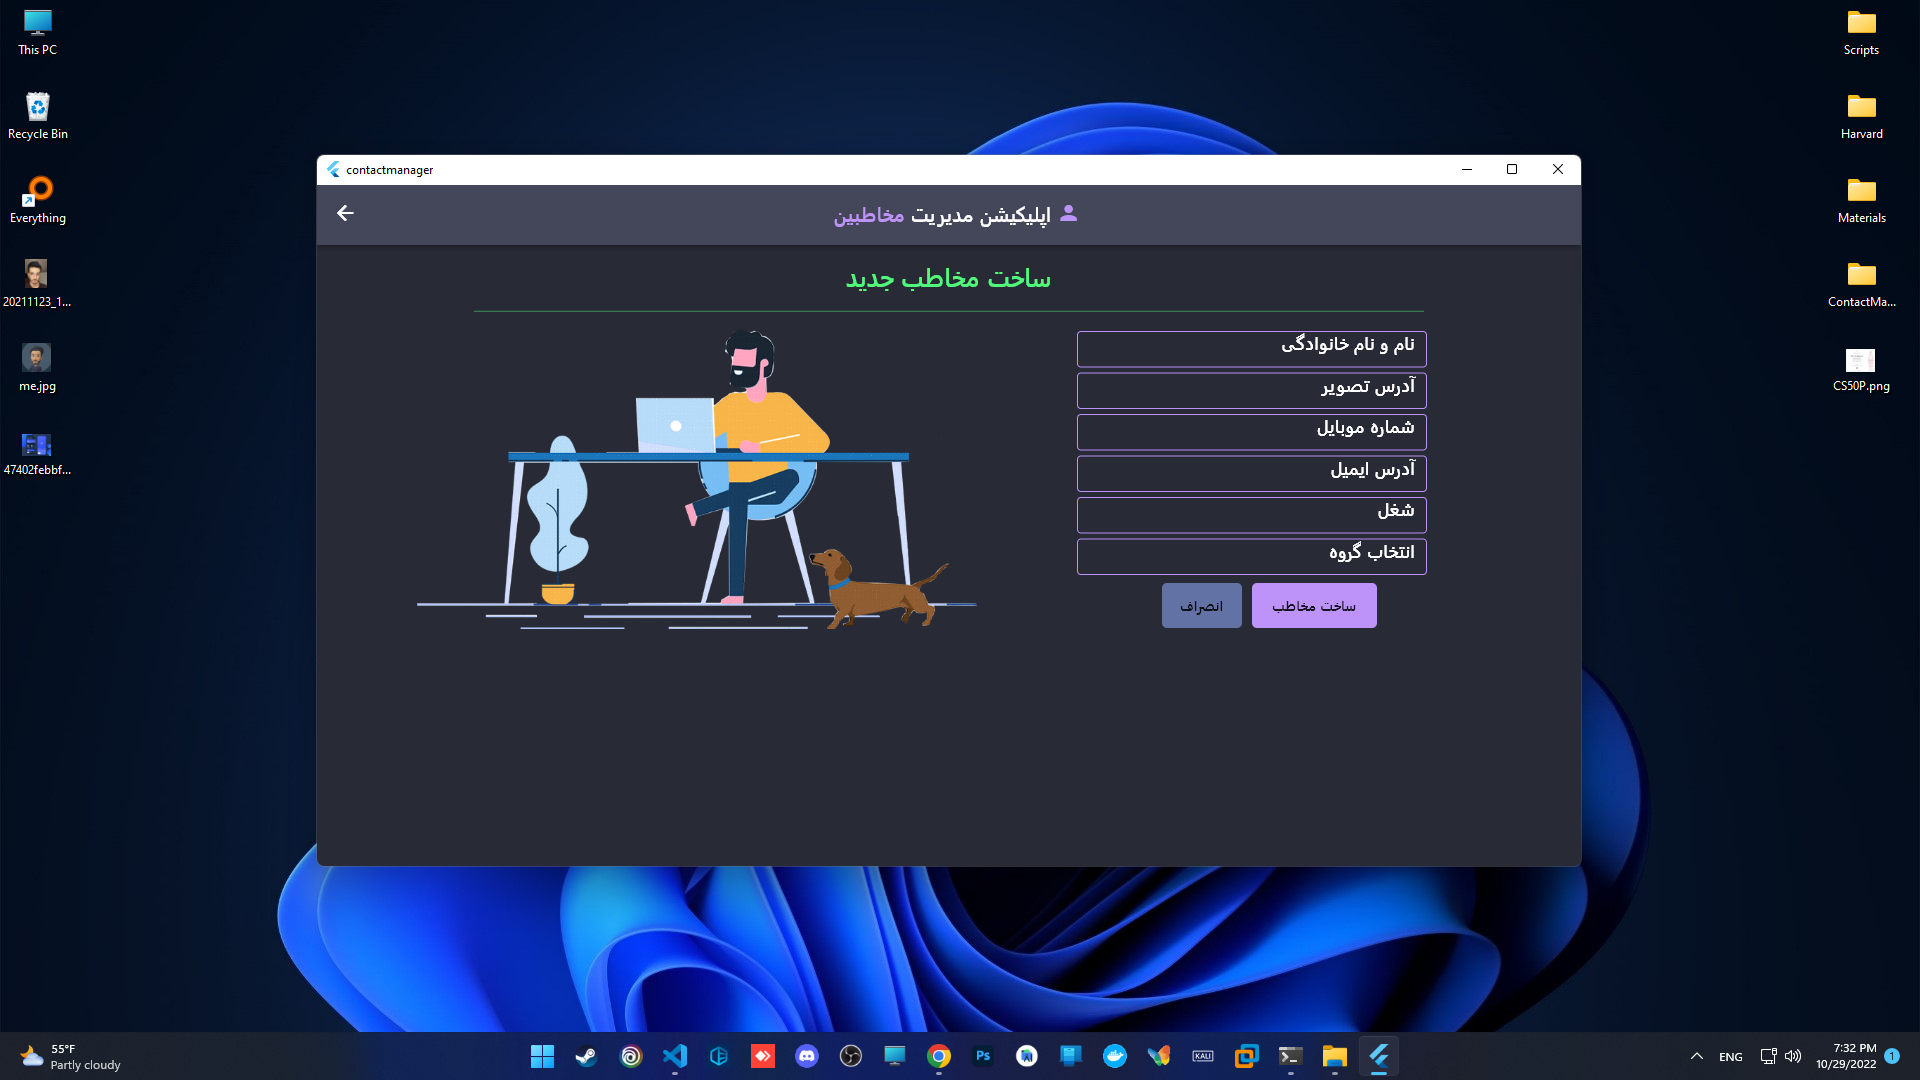 This PC
Recycle Bin
Everything
20211123_1...
me.jpg
47402febbf...
Scripts
Harvard
Materials
ContactMa...
CS50P.png
contactmanager
اپلیکیشن مدیریت مخاطبین
ساخت مخاطب جدید
نام و نام خانوادگی
آدرس تصویر
شماره موبایل
آدرس ایمیل
شغل
انتخاب گروه
ساخت مخاطب
انصراف
55°F
Partly cloudy
Ps
KALI
ENG
7:32 PM
10/29/2022
1